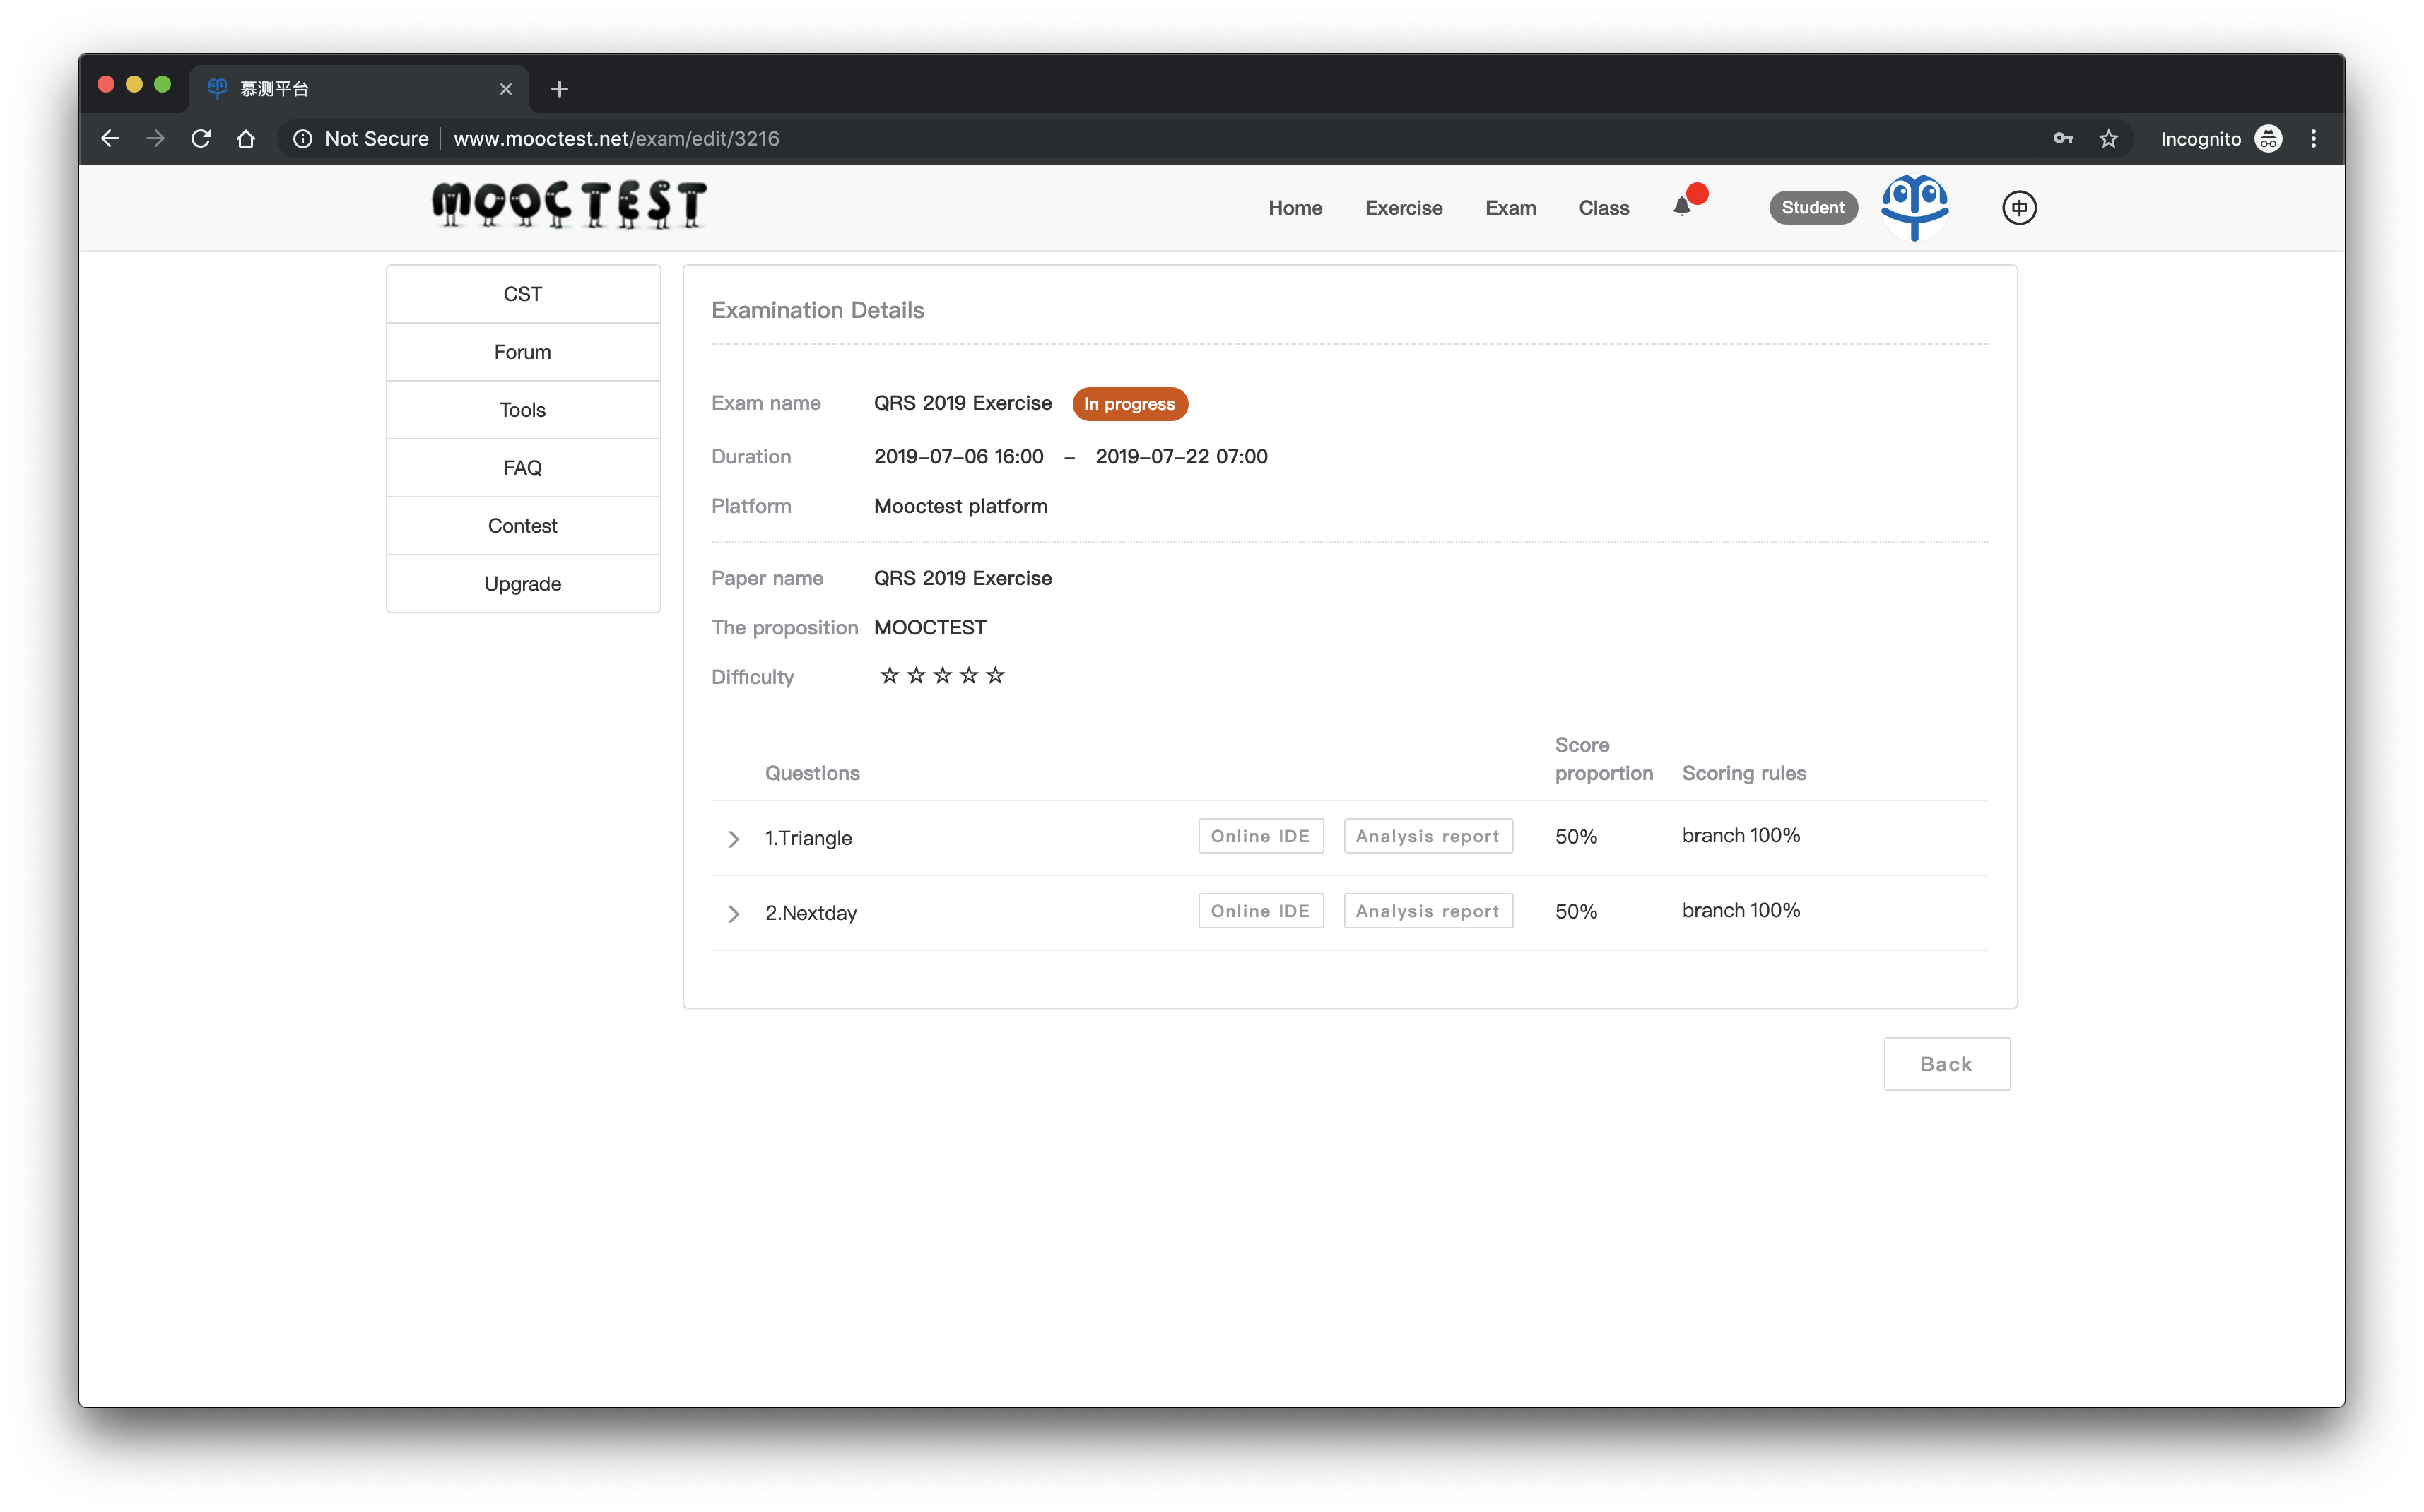 慕测平台
Not Secure www.mooctest.net/exam/edit/3216 Incognito
MOOCTEST Home Exercise Exam Class Student 中
CST
Forum
Tools
FAQ
Contest
Upgrade
Examination Details
Exam name QRS 2019 Exercise In progress
Duration 2019-07-06 16:00 - 2019-07-22 07:00
Platform Mooctest platform
Paper name QRS 2019 Exercise
The proposition MOOCTEST
Difficulty ☆☆☆☆☆
Questions Score proportion Scoring rules
1.Triangle Online IDE Analysis report 50% branch 100%
2.Nextday Online IDE Analysis report 50% branch 100%
Back